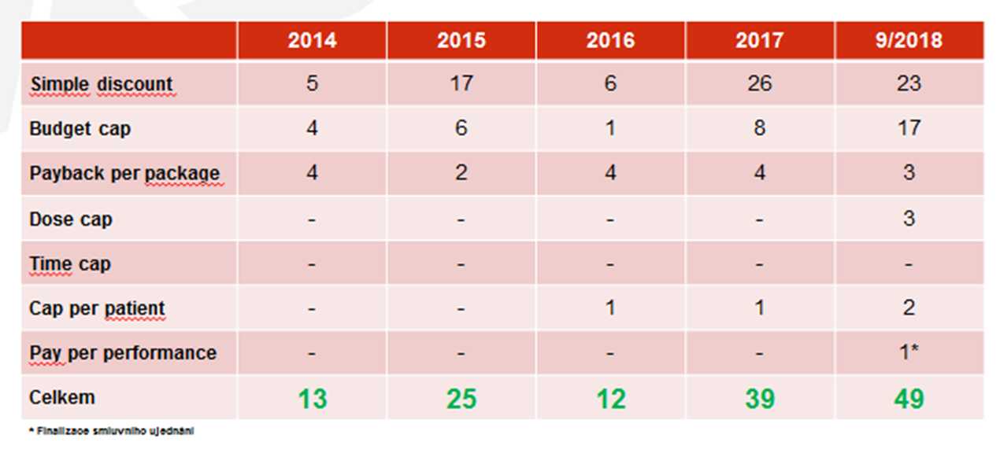 2014 2015 2016 2017 9/2018
Simple discount 5 17 6 26 23
Budget cap 4 6 1 8 17
Payback per package 4 2 4 4 3
Dose cap - - - - 3
Time cap - - - - -
Cap per patient - - 1 1 2
Pay per performance - - - - 1*
Celkem 13 25 12 39 49
* Finalizace smluvního ujednání